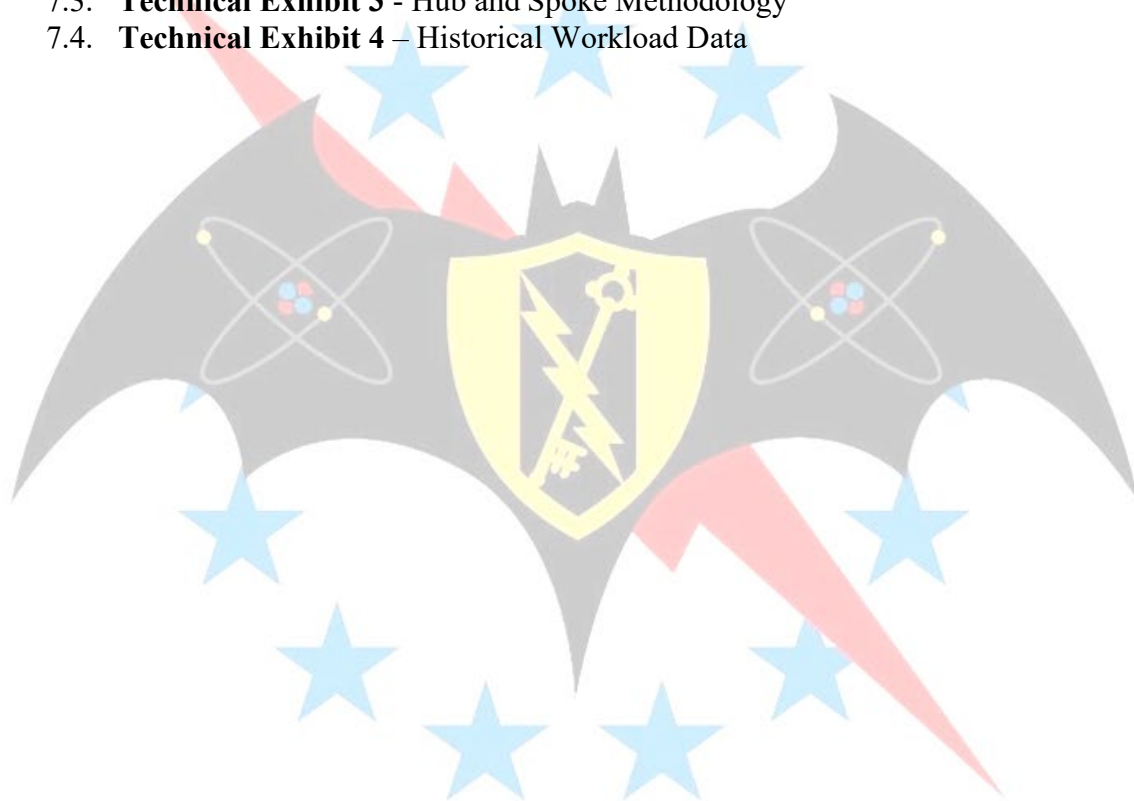 7.3. Technical Exhibit 3 - Hub and Spoke Methodology
7.4. Technical Exhibit 4 – Historical Workload Data